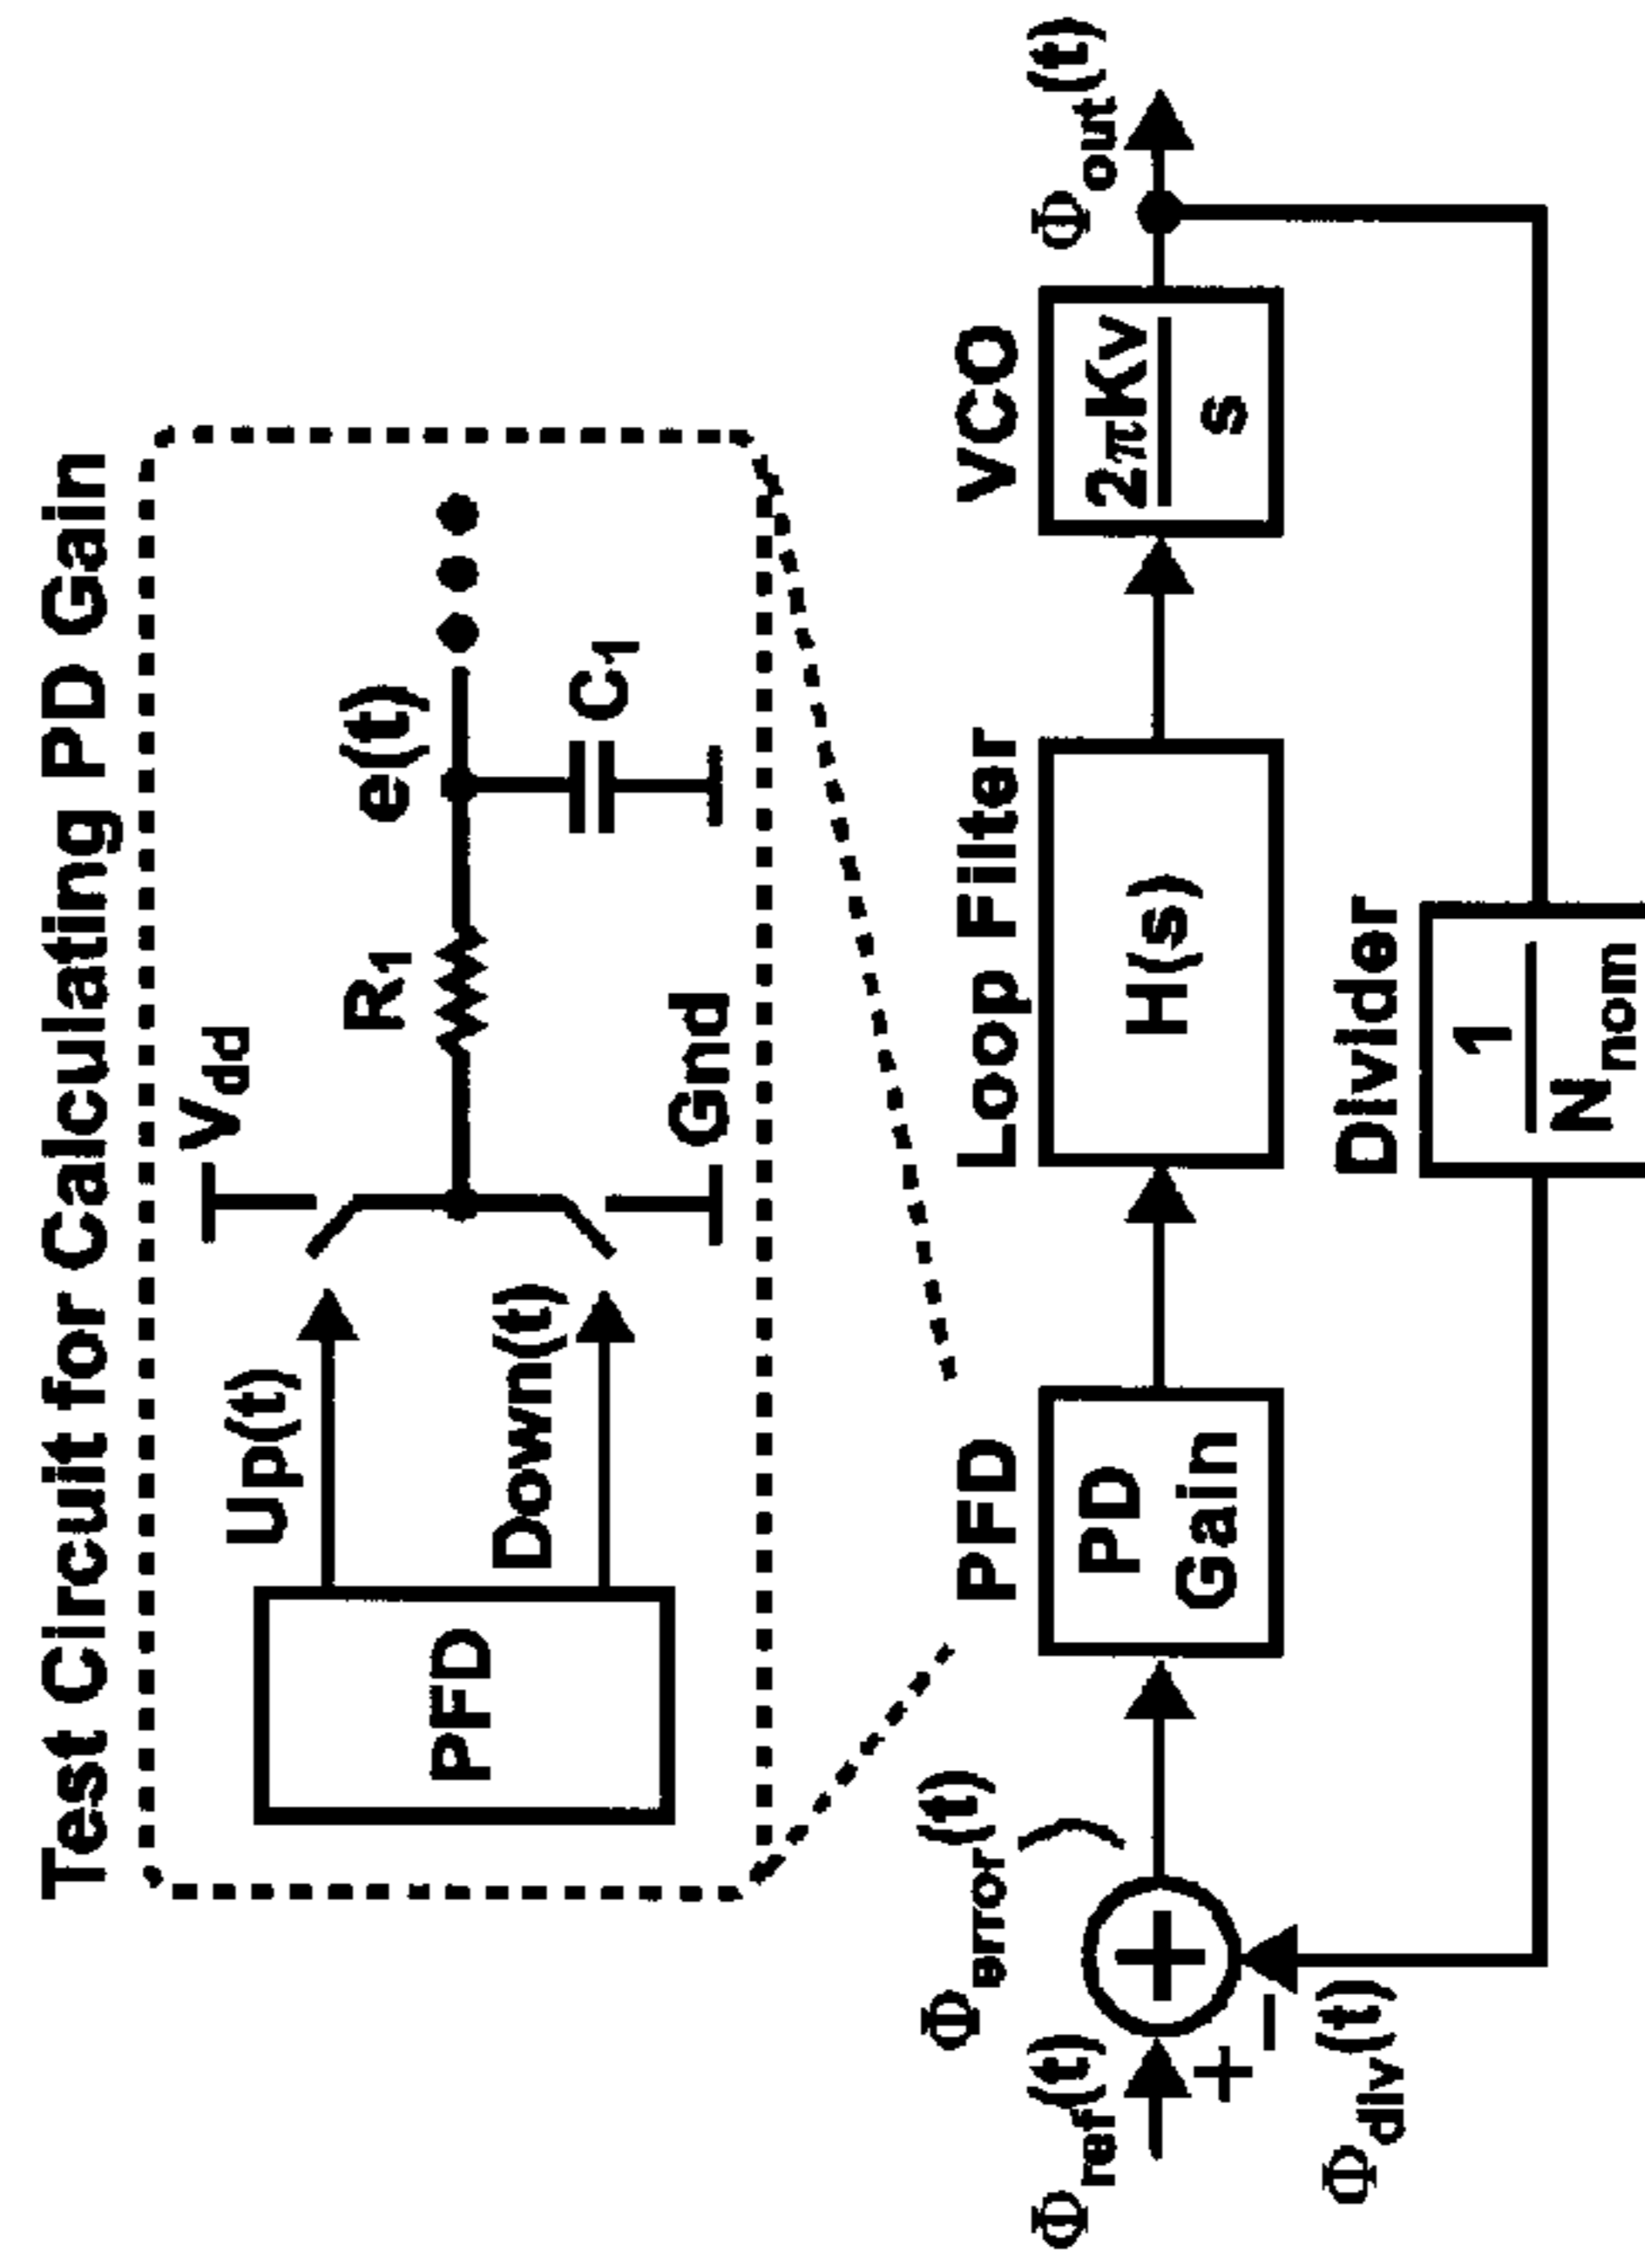 Test Circuit for Calculating PD Gain
Vdd
Up(t)
R1
e(t)
PFD
Down(t)
C1
Gnd
Φerror(t)
PFD
Loop Filter
VCO
Φref(t)
Φout(t)
PD
Gain
H(s)
2πKv
s
+
+
−
Φdiv(t)
Divider
1
Nnom